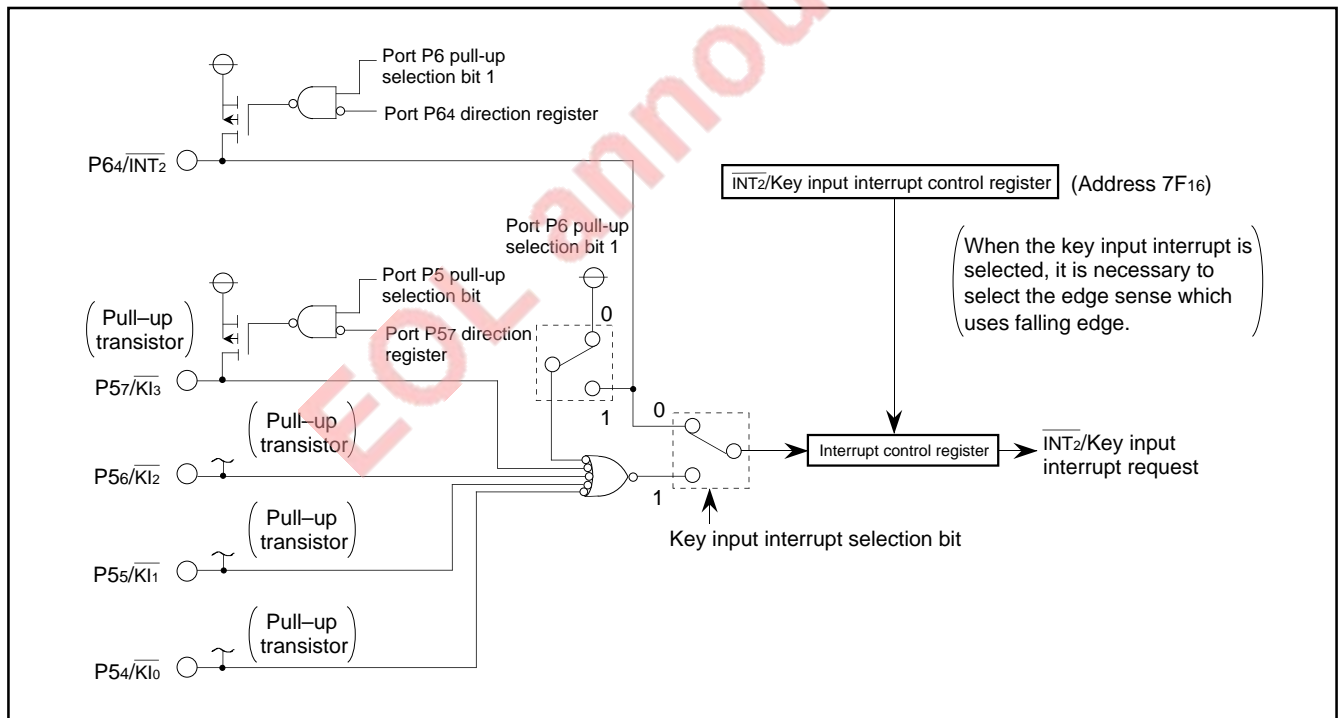 Port P6 pull-up
selection bit 1
Port P64 direction register
P64/INT2
INT2/Key input interrupt control register
(Address 7F16)
Port P6 pull-up
selection bit 1
When the key input interrupt is
selected, it is necessary to
select the edge sense which
uses falling edge.
Port P5 pull-up
selection bit
Port P57 direction
register
0
Pull–up
transistor
P57/KI3
1
0
Pull–up
transistor
Interrupt control register
INT2/Key input
interrupt request
P56/KI2
1
Pull–up
transistor
Key input interrupt selection bit
P55/KI1
Pull–up
transistor
P54/KI0
EOL annou